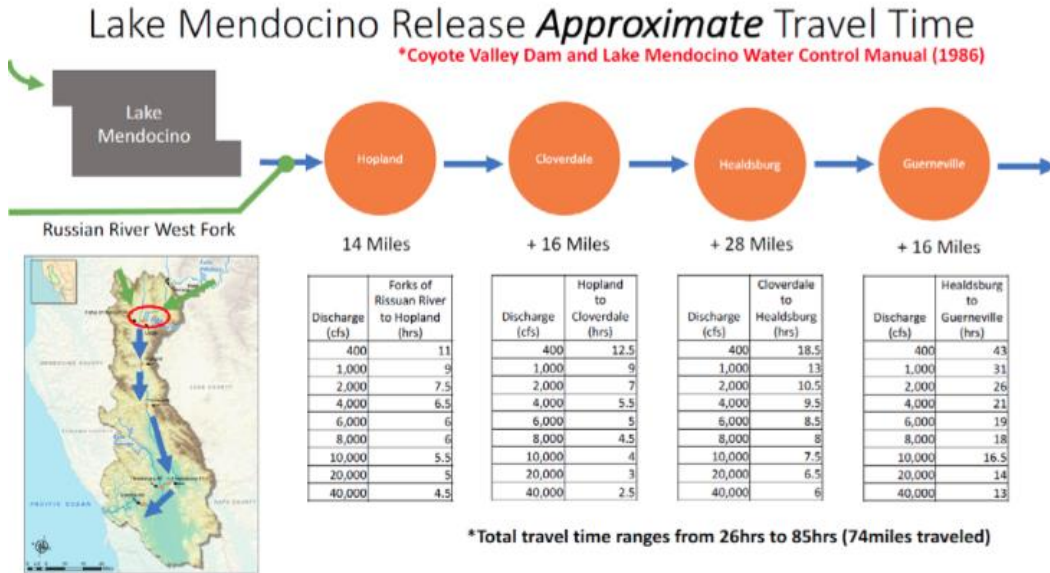 Lake Mendocino Release Approximate Travel Time
*Coyote Valley Dam and Lake Mendocino Water Control Manual (1986)
Lake
Mendocino
Hopland
Cloverdale
Healdsburg
Guerneville
Russian River West Fork
14 Miles
+ 16 Miles
+ 28 Miles
+ 16 Miles
Discharge
(cfs)
Forks of
Rissuan River
to Hopland
(hrs)
400 11
1,000 9
2,000 7.5
4,000 6.5
6,000 6
8,000 6
10,000 5.5
20,000 5
40,000 4.5
Discharge
(cfs)
Hopland
to
Cloverdale
(hrs)
400 12.5
1,000 9
2,000 7
4,000 5.5
6,000 5
8,000 4.5
10,000 4
20,000 3
40,000 2.5
Discharge
(cfs)
Cloverdale
to
Healdsburg
(hrs)
400 18.5
1,000 13
2,000 10.5
4,000 9.5
6,000 8.5
8,000 8
10,000 7.5
20,000 6.5
40,000 6
Discharge
(cfs)
Healdsburg
to
Guerneville
(hrs)
400 43
1,000 31
2,000 26
4,000 21
6,000 19
8,000 18
10,000 16.5
20,000 14
40,000 13
PACIFIC OCEAN
*Total travel time ranges from 26hrs to 85hrs (74miles traveled)